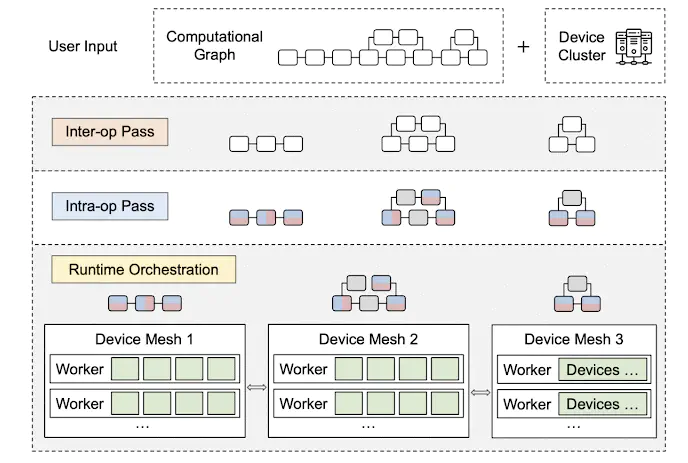 User Input
Computational
Graph
+
Device
Cluster
Inter-op Pass
Intra-op Pass
Runtime Orchestration
Device Mesh 1
Worker
Worker
...
Device Mesh 2
Worker
Worker
...
Device Mesh 3
Worker Devices ...
Worker Devices ...
...